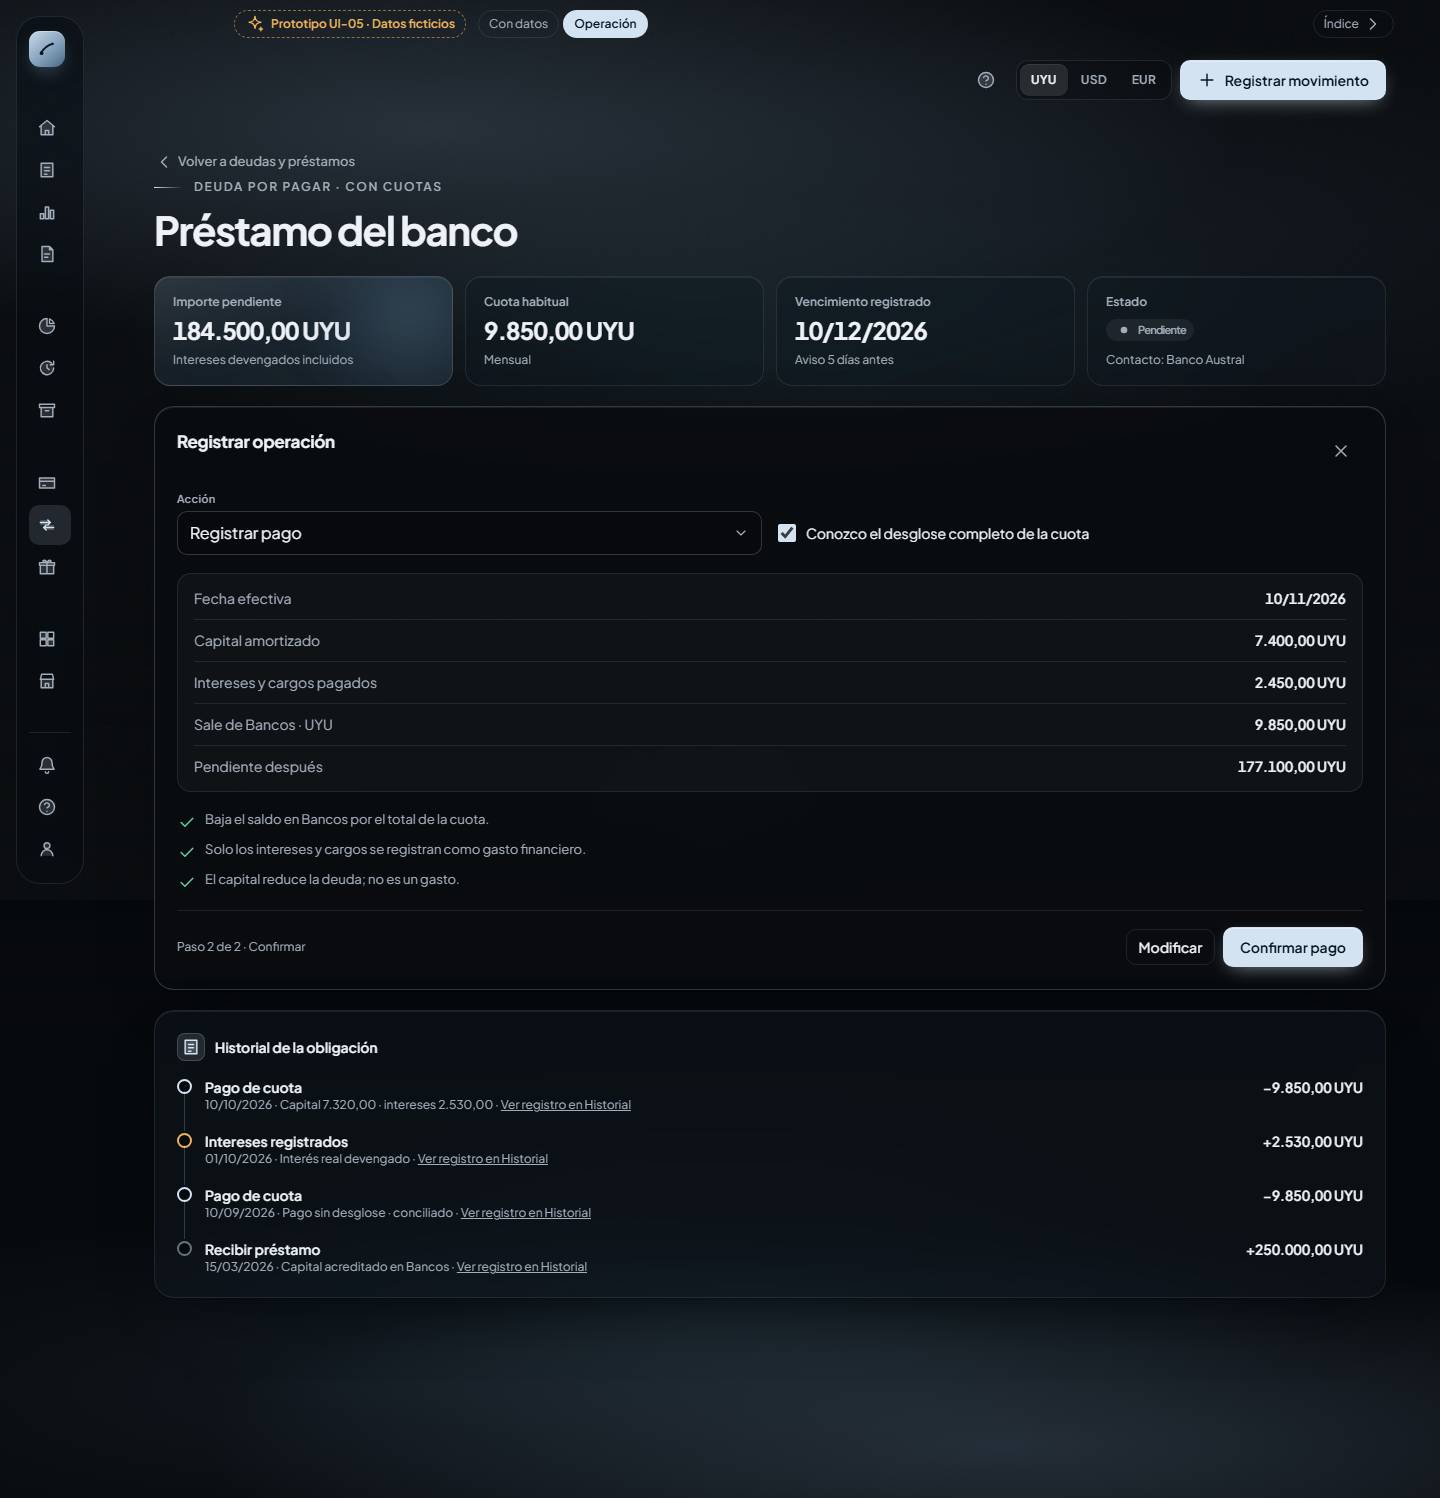 Prototipo UI-05 · Datos ficticios
Con datos
Operación
Índice
UYU
USD
EUR
Registrar movimiento
Volver a deudas y préstamos
DEUDA POR PAGAR · CON CUOTAS
Préstamo del banco
Importe pendiente
184.500,00 UYU
Intereses devengados incluidos
Cuota habitual
9.850,00 UYU
Mensual
Vencimiento registrado
10/12/2026
Aviso 5 días antes
Estado
Pendiente
Contacto: Banco Austral
Registrar operación
Acción
Registrar pago
Conozco el desglose completo de la cuota
Fecha efectiva
10/11/2026
Capital amortizado
7.400,00 UYU
Intereses y cargos pagados
2.450,00 UYU
Sale de Bancos · UYU
9.850,00 UYU
Pendiente después
177.100,00 UYU
Baja el saldo en Bancos por el total de la cuota.
Solo los intereses y cargos se registran como gasto financiero.
El capital reduce la deuda; no es un gasto.
Paso 2 de 2 · Confirmar
Modificar
Confirmar pago
Historial de la obligación
Pago de cuota
−9.850,00 UYU
10/10/2026 · Capital 7.320,00 · intereses 2.530,00 · Ver registro en Historial
Intereses registrados
+2.530,00 UYU
01/10/2026 · Interés real devengado · Ver registro en Historial
Pago de cuota
−9.850,00 UYU
10/09/2026 · Pago sin desglose · conciliado · Ver registro en Historial
Recibir préstamo
+250.000,00 UYU
15/03/2026 · Capital acreditado en Bancos · Ver registro en Historial